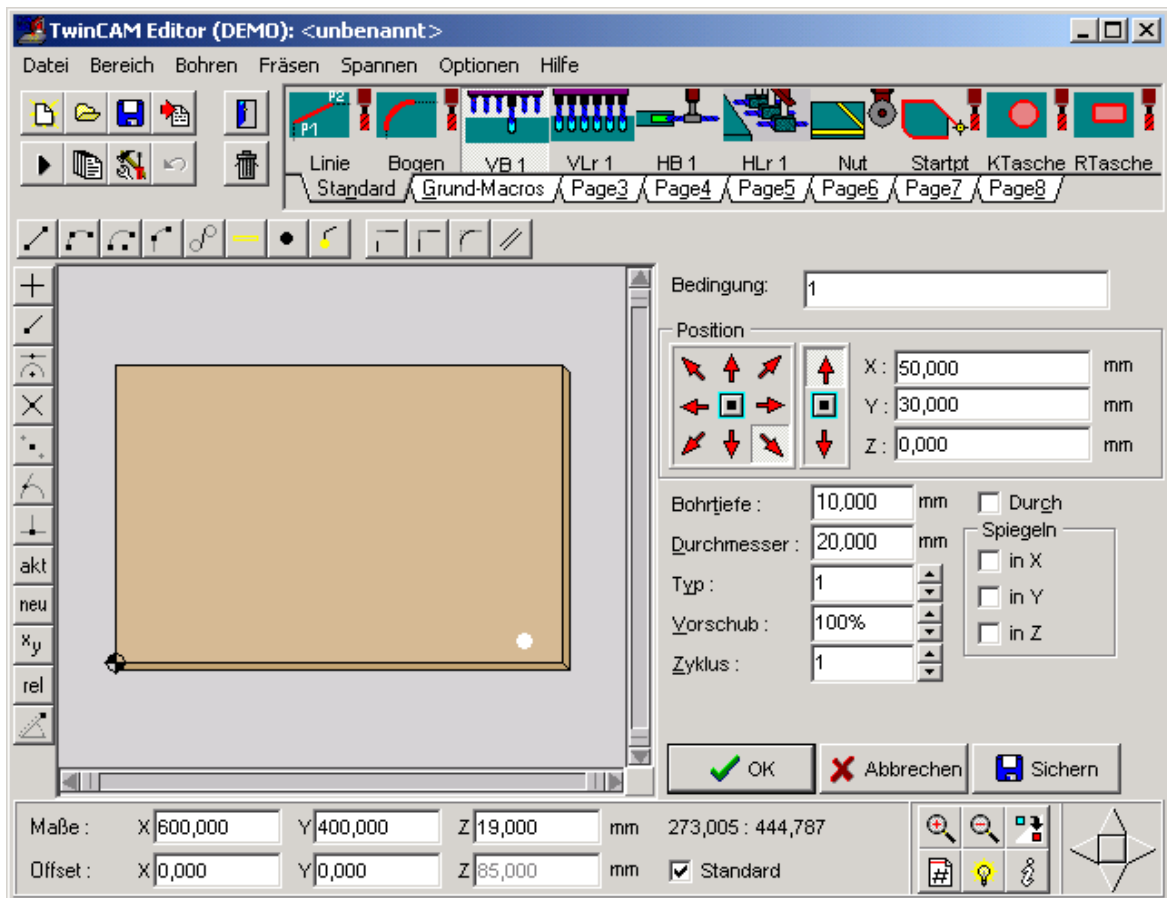 TwinCAM Editor (DEMO): <unbenannt>
Datei Bereich Bohren Fräsen Spannen Optionen Hilfe
P1 P2
Linie Bogen VB 1 VLr 1 HB 1 HLr 1 Nut Startpt KTasche RTasche
Standard Grund-Macros Page3 Page4 Page5 Page6 Page7 Page8
Bedingung: 1
Position
X : 50,000 mm
Y : 30,000 mm
Z : 0,000 mm
akt
neu
xy
rel
Bohrtiefe : 10,000 mm Durch
Durchmesser : 20,000 mm Spiegeln
Typ : 1 in X
Vorschub : 100% in Y
Zyklus : 1 in Z
OK Abbrechen Sichern
Maße : X 600,000 Y 400,000 Z 19,000 mm 273,005 : 444,787
Offset : X 0,000 Y 0,000 Z 85,000 mm Standard
#
i